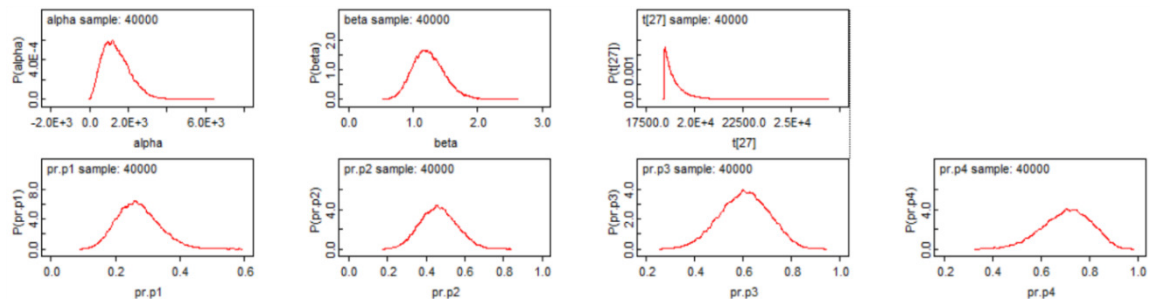 alpha sample: 40000
P(alpha)
0.0 4.0E-4
-2.0E+3 0.0 2.0E+3 6.0E+3
alpha
beta sample: 40000
P(beta)
0.0 1.0 2.0
0.0 1.0 2.0 3.0
beta
t[27] sample: 40000
P(t[27])
0.0 0.001
17500.0 2.0E+4 22500.0 2.5E+4
t[27]
pr.p1 sample: 40000
P(pr.p1)
0.0 4.0 8.0
0.0 0.2 0.4 0.6
pr.p1
pr.p2 sample: 40000
P(pr.p2)
0.0 4.0
0.0 0.2 0.4 0.6 0.8 1.0
pr.p2
pr.p3 sample: 40000
P(pr.p3)
0.0 2.0 4.0
0.2 0.4 0.6 0.8 1.0
pr.p3
pr.p4 sample: 40000
P(pr.p4)
0.0 4.0
0.2 0.4 0.6 0.8 1.0
pr.p4